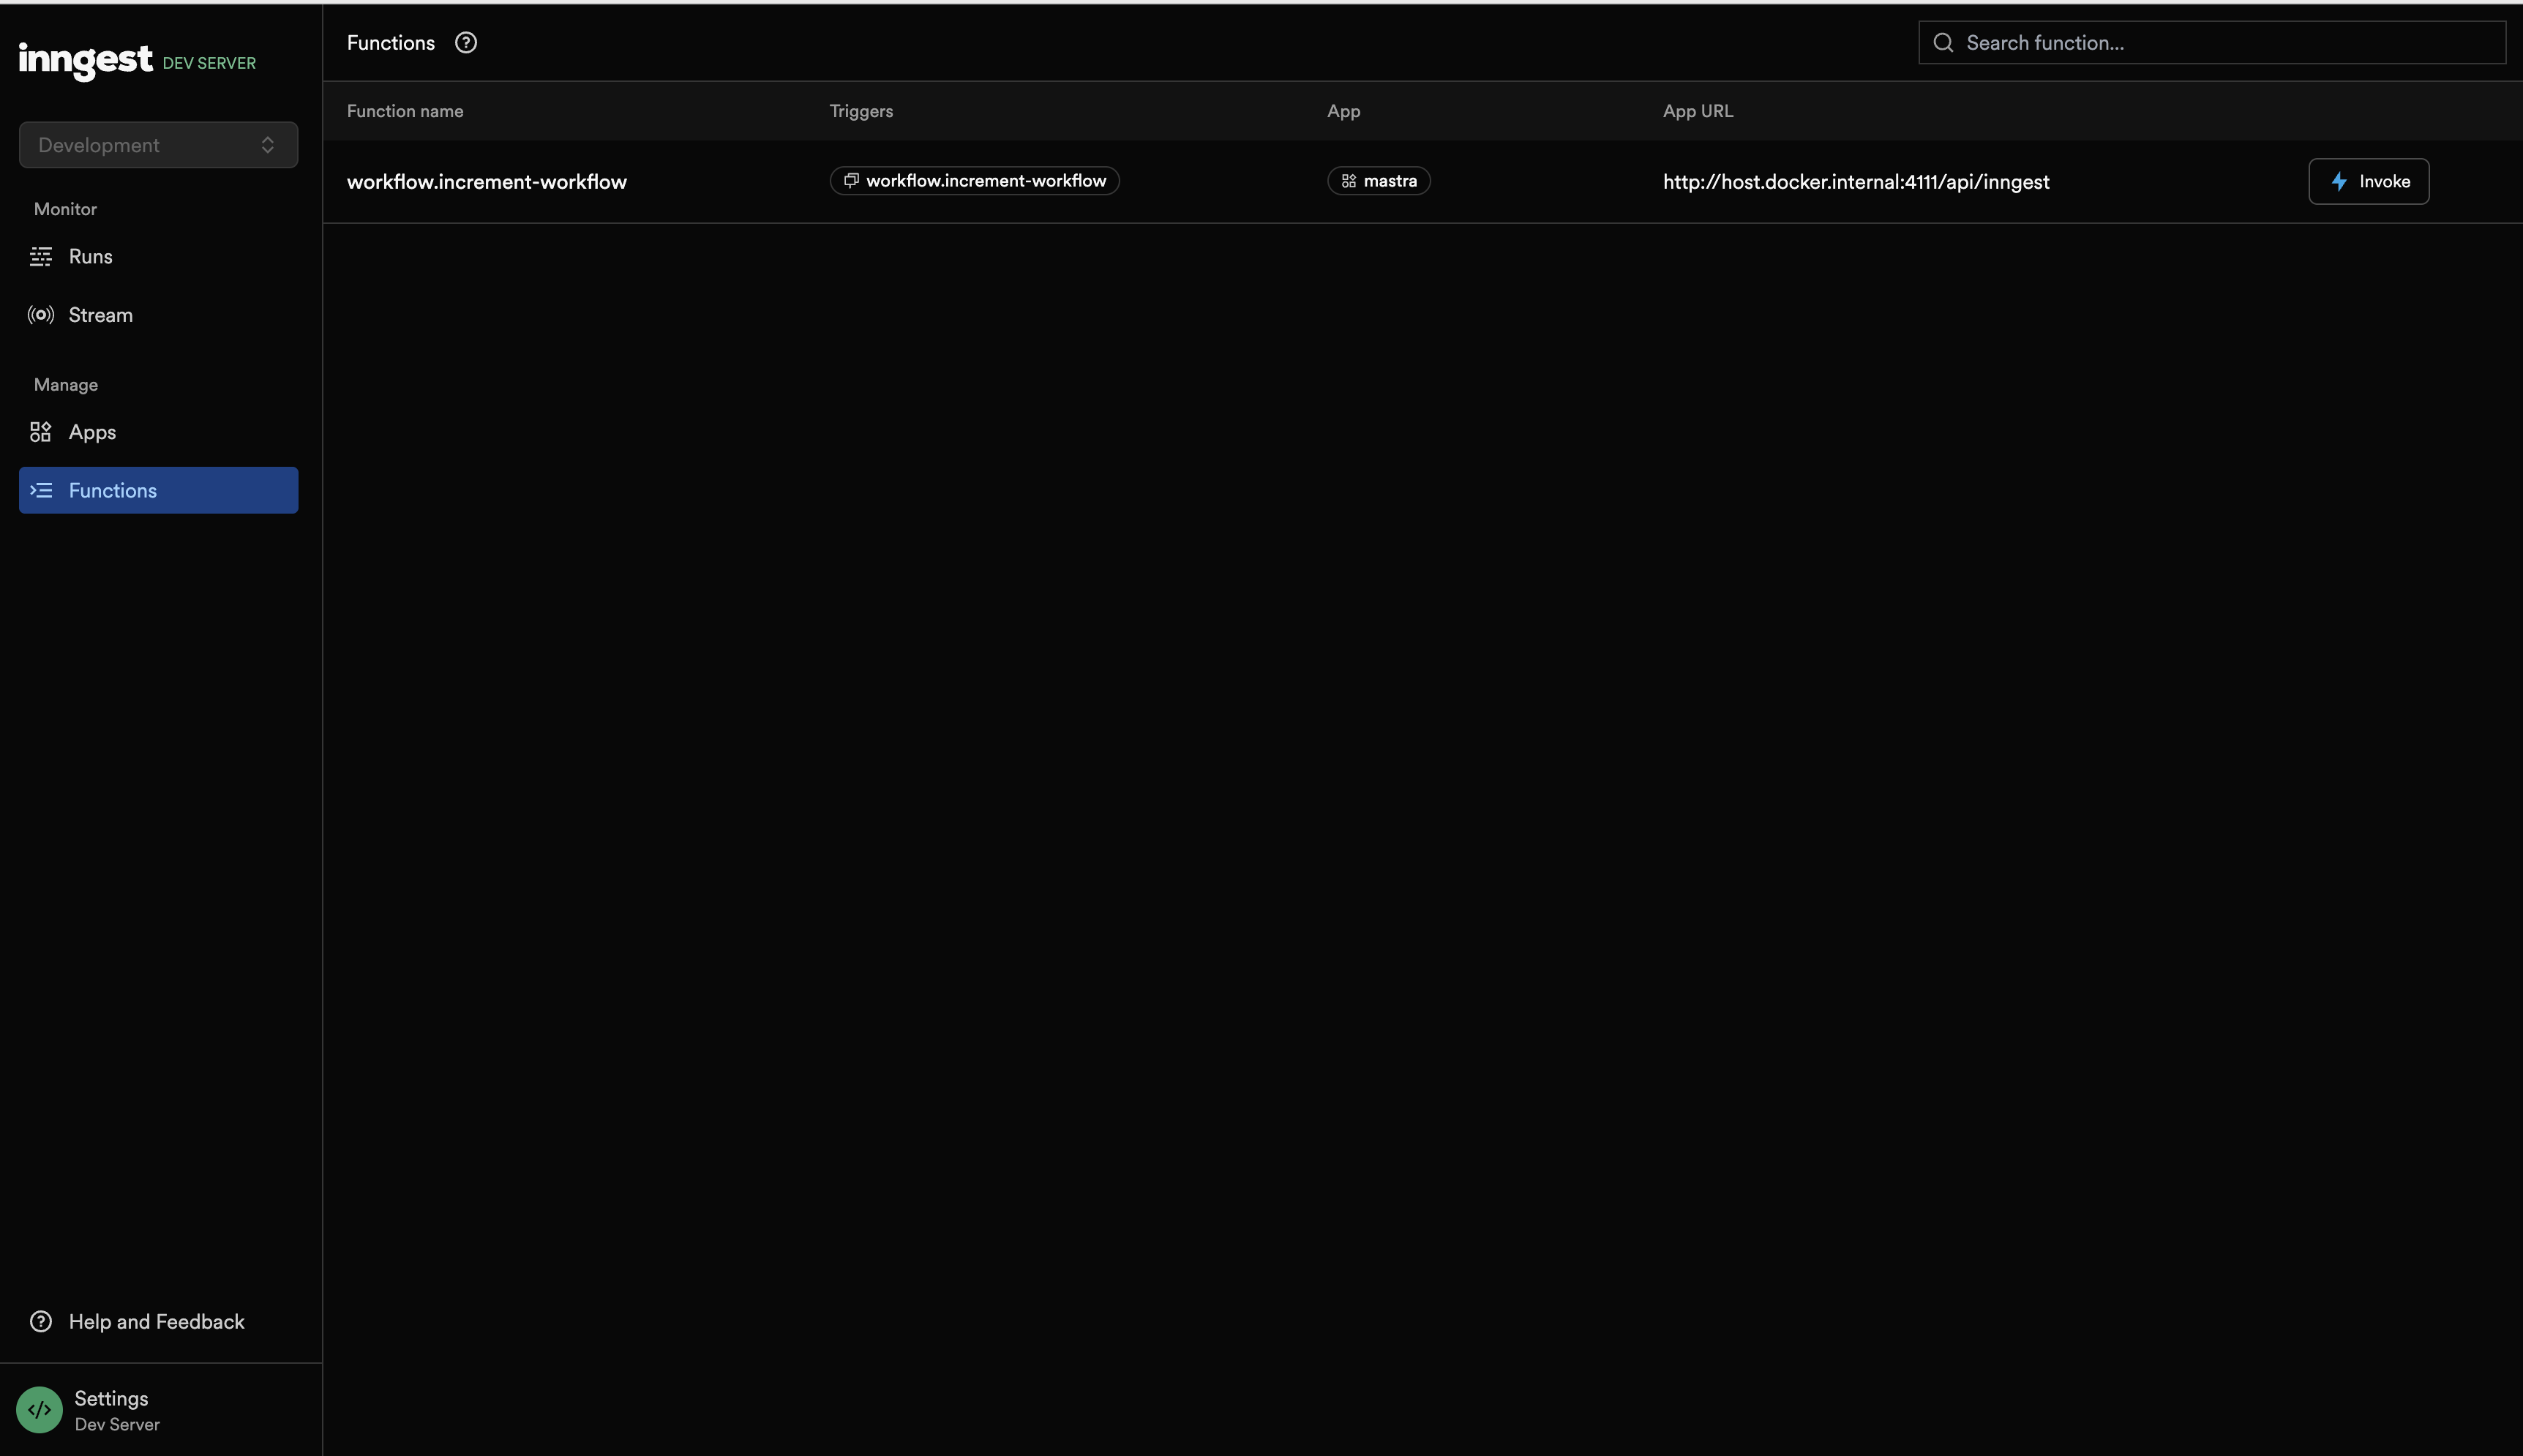 inngest DEV SERVER
Development
Monitor
Runs
Stream
Manage
Apps
Functions
Help and Feedback
Settings
Dev Server
Functions
Search function...
Function name Triggers App App URL
workflow.increment-workflow workflow.increment-workflow mastra http://host.docker.internal:4111/api/inngest Invoke